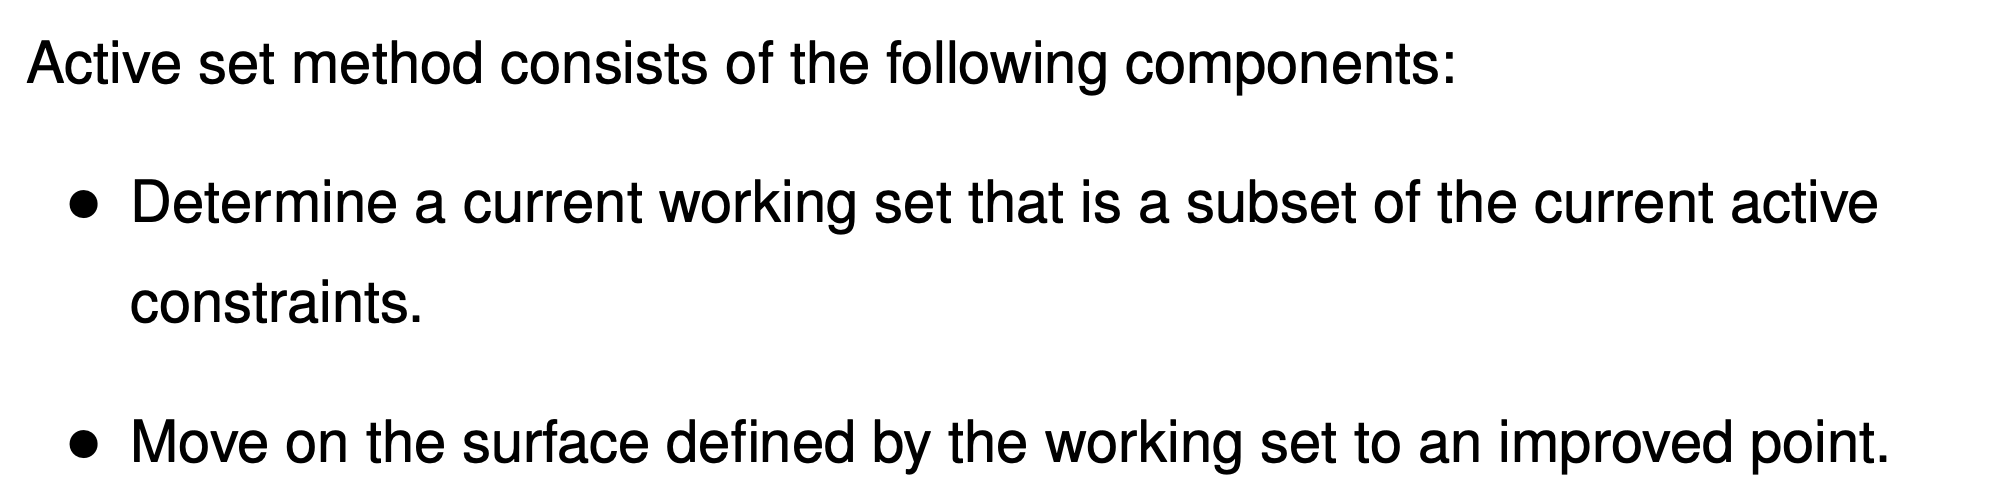 Active set method consists of the following components:
● Determine a current working set that is a subset of the current active
constraints.
● Move on the surface defined by the working set to an improved point.